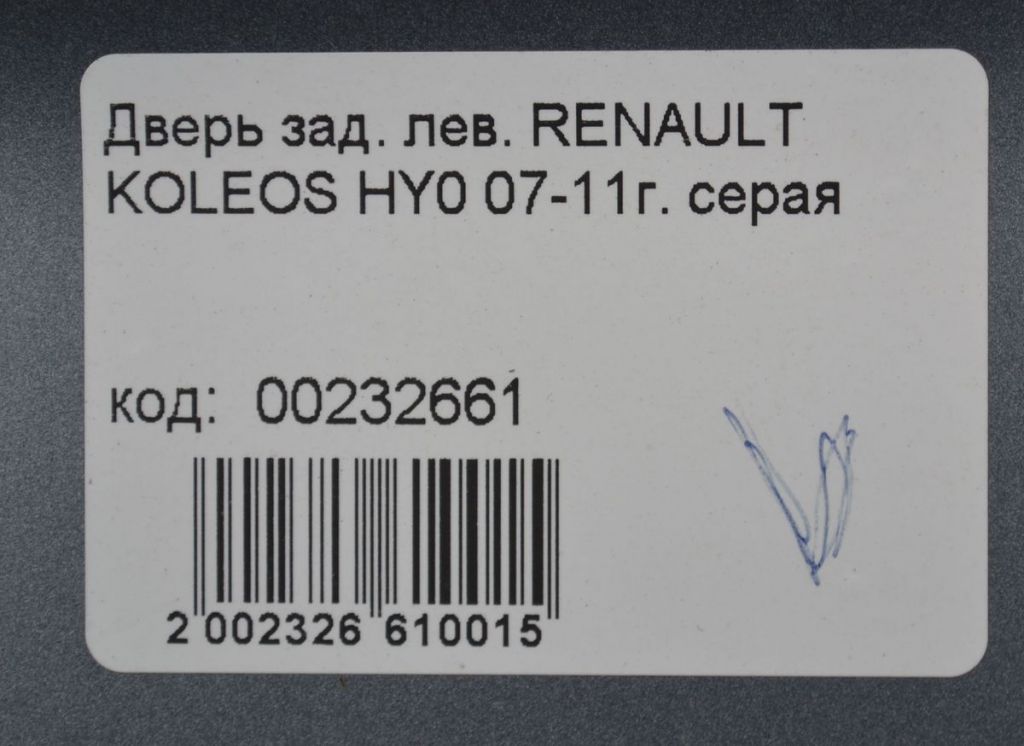 Дверь зад. лев. RENAULT
KOLEOS HY0 07-11г. серая
код: 00232661
2 002326 610015